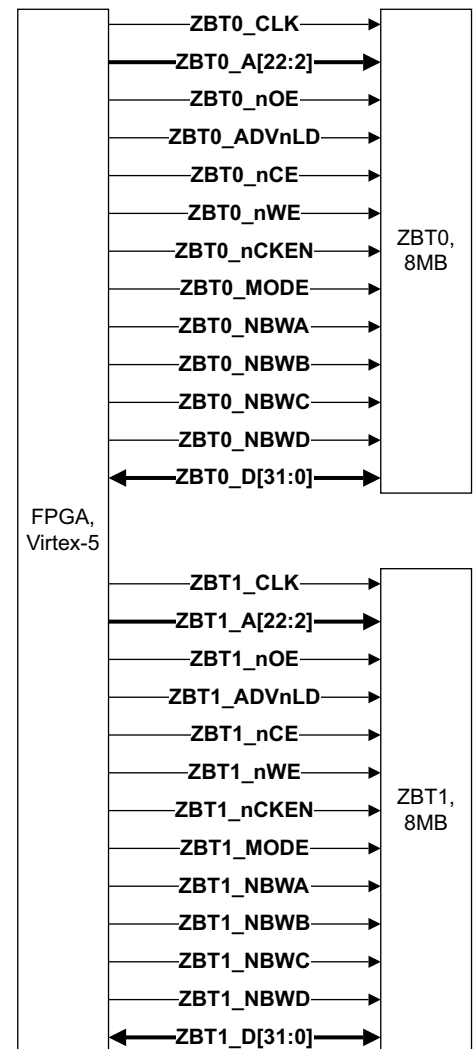 ZBT0_CLK
ZBT0_A[22:2]
ZBT0_nOE
ZBT0_ADVnLD
ZBT0_nCE
ZBT0_nWE
ZBT0_nCKEN
ZBT0_MODE
ZBT0_NBWA
ZBT0_NBWB
ZBT0_NBWC
ZBT0_NBWD
ZBT0_D[31:0]
ZBT0,
8MB
FPGA,
Virtex-5
ZBT1_CLK
ZBT1_A[22:2]
ZBT1_nOE
ZBT1_ADVnLD
ZBT1_nCE
ZBT1_nWE
ZBT1_nCKEN
ZBT1_MODE
ZBT1_NBWA
ZBT1_NBWB
ZBT1_NBWC
ZBT1_NBWD
ZBT1_D[31:0]
ZBT1,
8MB